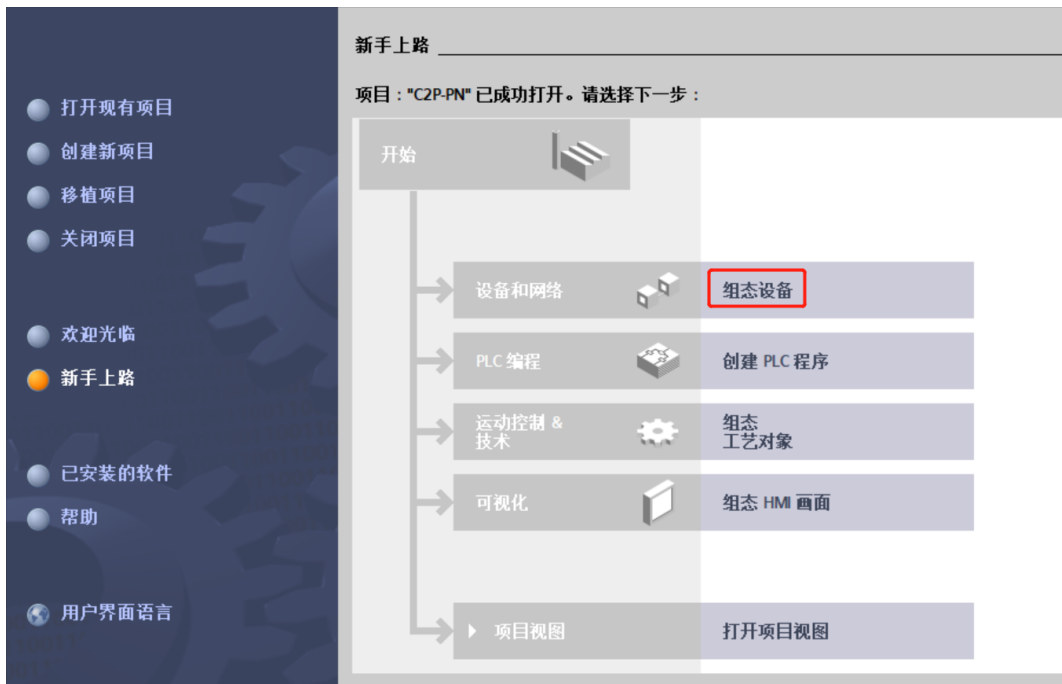 打开现有项目
创建新项目
移植项目
关闭项目
欢迎光临
新手上路
已安装的软件
帮助
用户界面语言
新手上路
项目："C2P-PN" 已成功打开。请选择下一步：
开始
设备和网络
组态设备
PLC 编程
创建 PLC 程序
运动控制 &
技术
组态
工艺对象
可视化
组态 HMI 画面
项目视图
打开项目视图